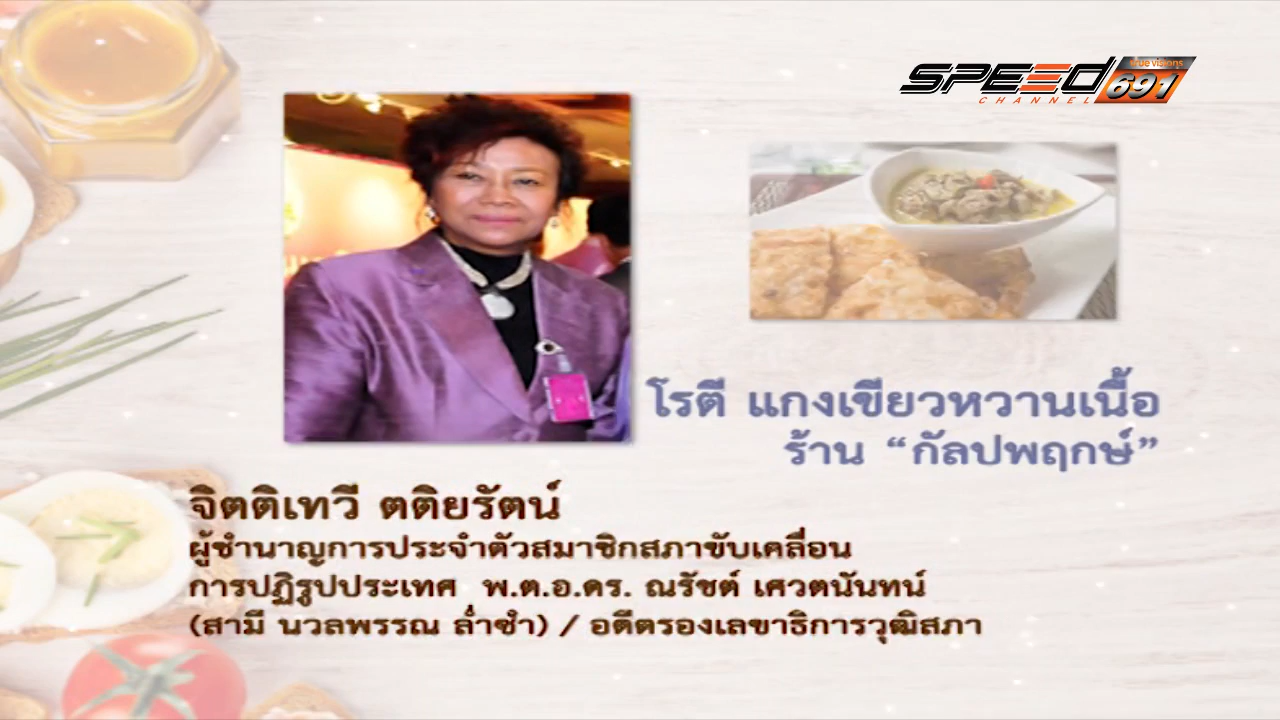 SPEED
CHANNEL
true visions
691
โรตี แกงเขียวหวานเนื้อ
ร้าน “กัลปพฤกษ์”
จิตติเทวี ตติยรัตน์
ผู้ชำนาญการประจำตัวสมาชิกสภาขับเคลื่อน
การปฏิรูปประเทศ พ.ต.อ.ดร. ณรัชต์ เศวตนันทน์
(สามี นวลพรรณ ล่ำซำ) / อดีตรองเลขาธิการวุฒิสภา